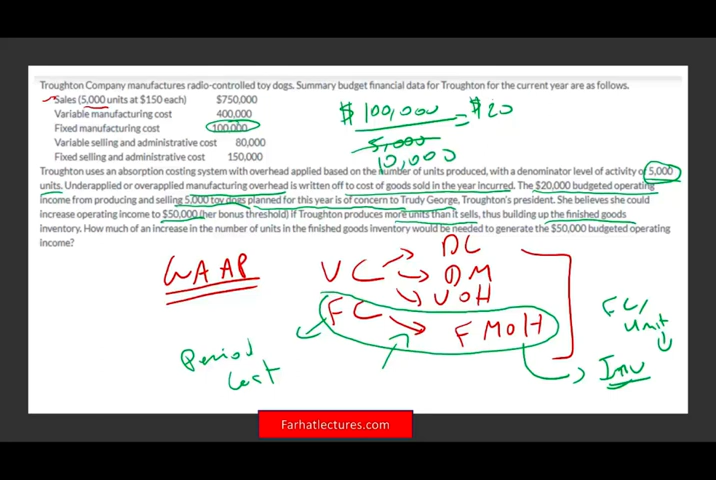 Troughton Company manufactures radio-controlled toy dogs. Summary budget financial data for Troughton for the current year are as follows.
Sales (5,000 units at $150 each) $750,000
Variable manufacturing cost 400,000
Fixed manufacturing cost 100,000
Variable selling and administrative cost 80,000
Fixed selling and administrative cost 150,000
$100,000 = $20
5,000
10,000
Troughton uses an absorption costing system with overhead applied based on the number of units produced, with a denominator level of activity of 5,000
units. Underapplied or overapplied manufacturing overhead is written off to cost of goods sold in the year incurred. The $20,000 budgeted operating
income from producing and selling 5,000 toy dogs planned for this year is of concern to Trudy George, Troughton's president. She believes she could
increase operating income to $50,000 (her bonus threshold) if Troughton produces more units than it sells, thus building up the finished goods
inventory. How much of an increase in the number of units in the finished goods inventory would be needed to generate the $50,000 budgeted operating
income?
GAAP
VC
DL
DM
VOH
FC
FMOH
Period
Cost
FC/
Unit
Inv
Farhatlectures.com